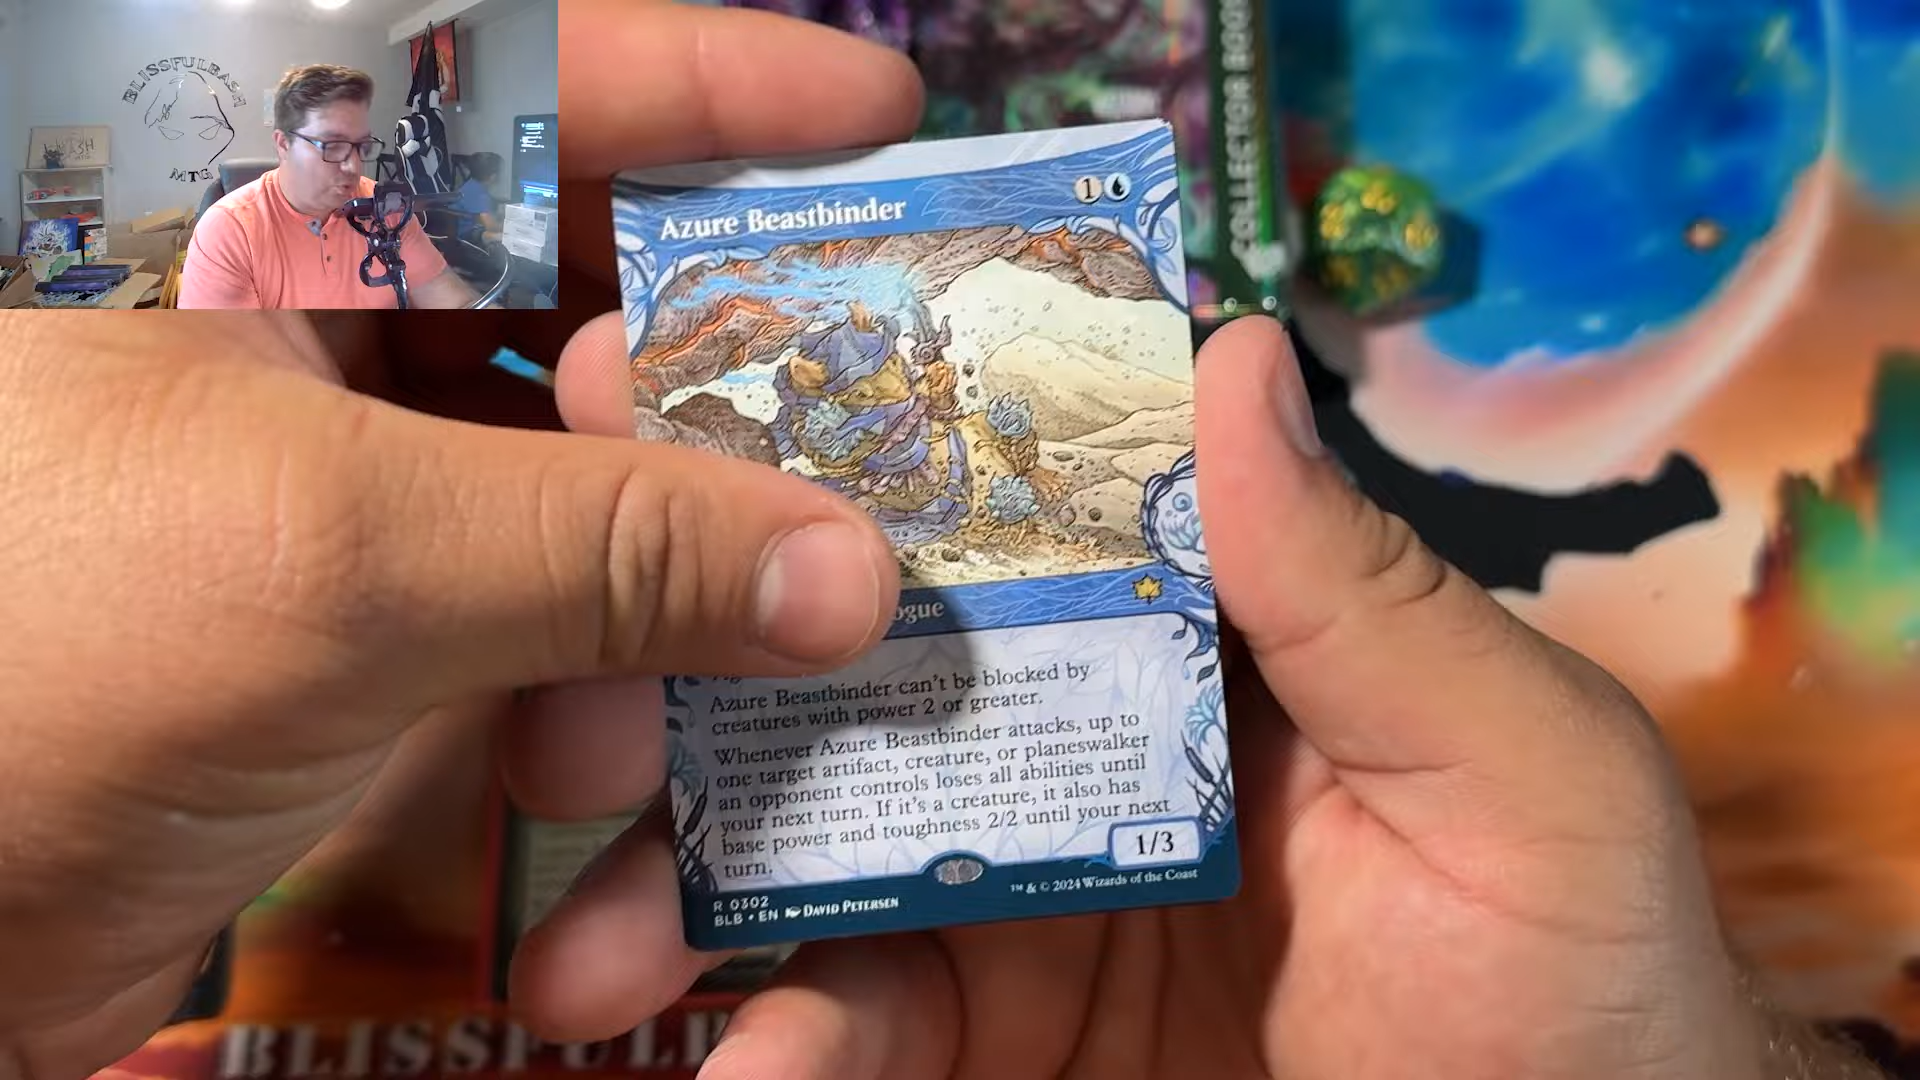 BLISSFULBASH
MTG
COLLECTOR BOOS
Azure Beastbinder
1
ogue
Azure Beastbinder can't be blocked by
creatures with power 2 or greater.
Whenever Azure Beastbinder attacks, up to
one target artifact, creature, or planeswalker
an opponent controls loses all abilities until
your next turn. If it's a creature, it also has
base power and toughness 2/2 until your next
turn.
1/3
R 0302
BLB • EN DAVID PETERSEN
™ & © 2024 Wizards of the Coast
BLISSFUL